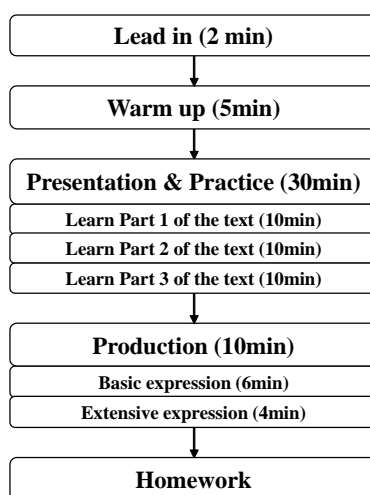 Lead in (2 min)
Warm up (5min)
Presentation & Practice (30min)
Learn Part 1 of the text (10min)
Learn Part 2 of the text (10min)
Learn Part 3 of the text (10min)
Production (10min)
Basic expression (6min)
Extensive expression (4min)
Homework